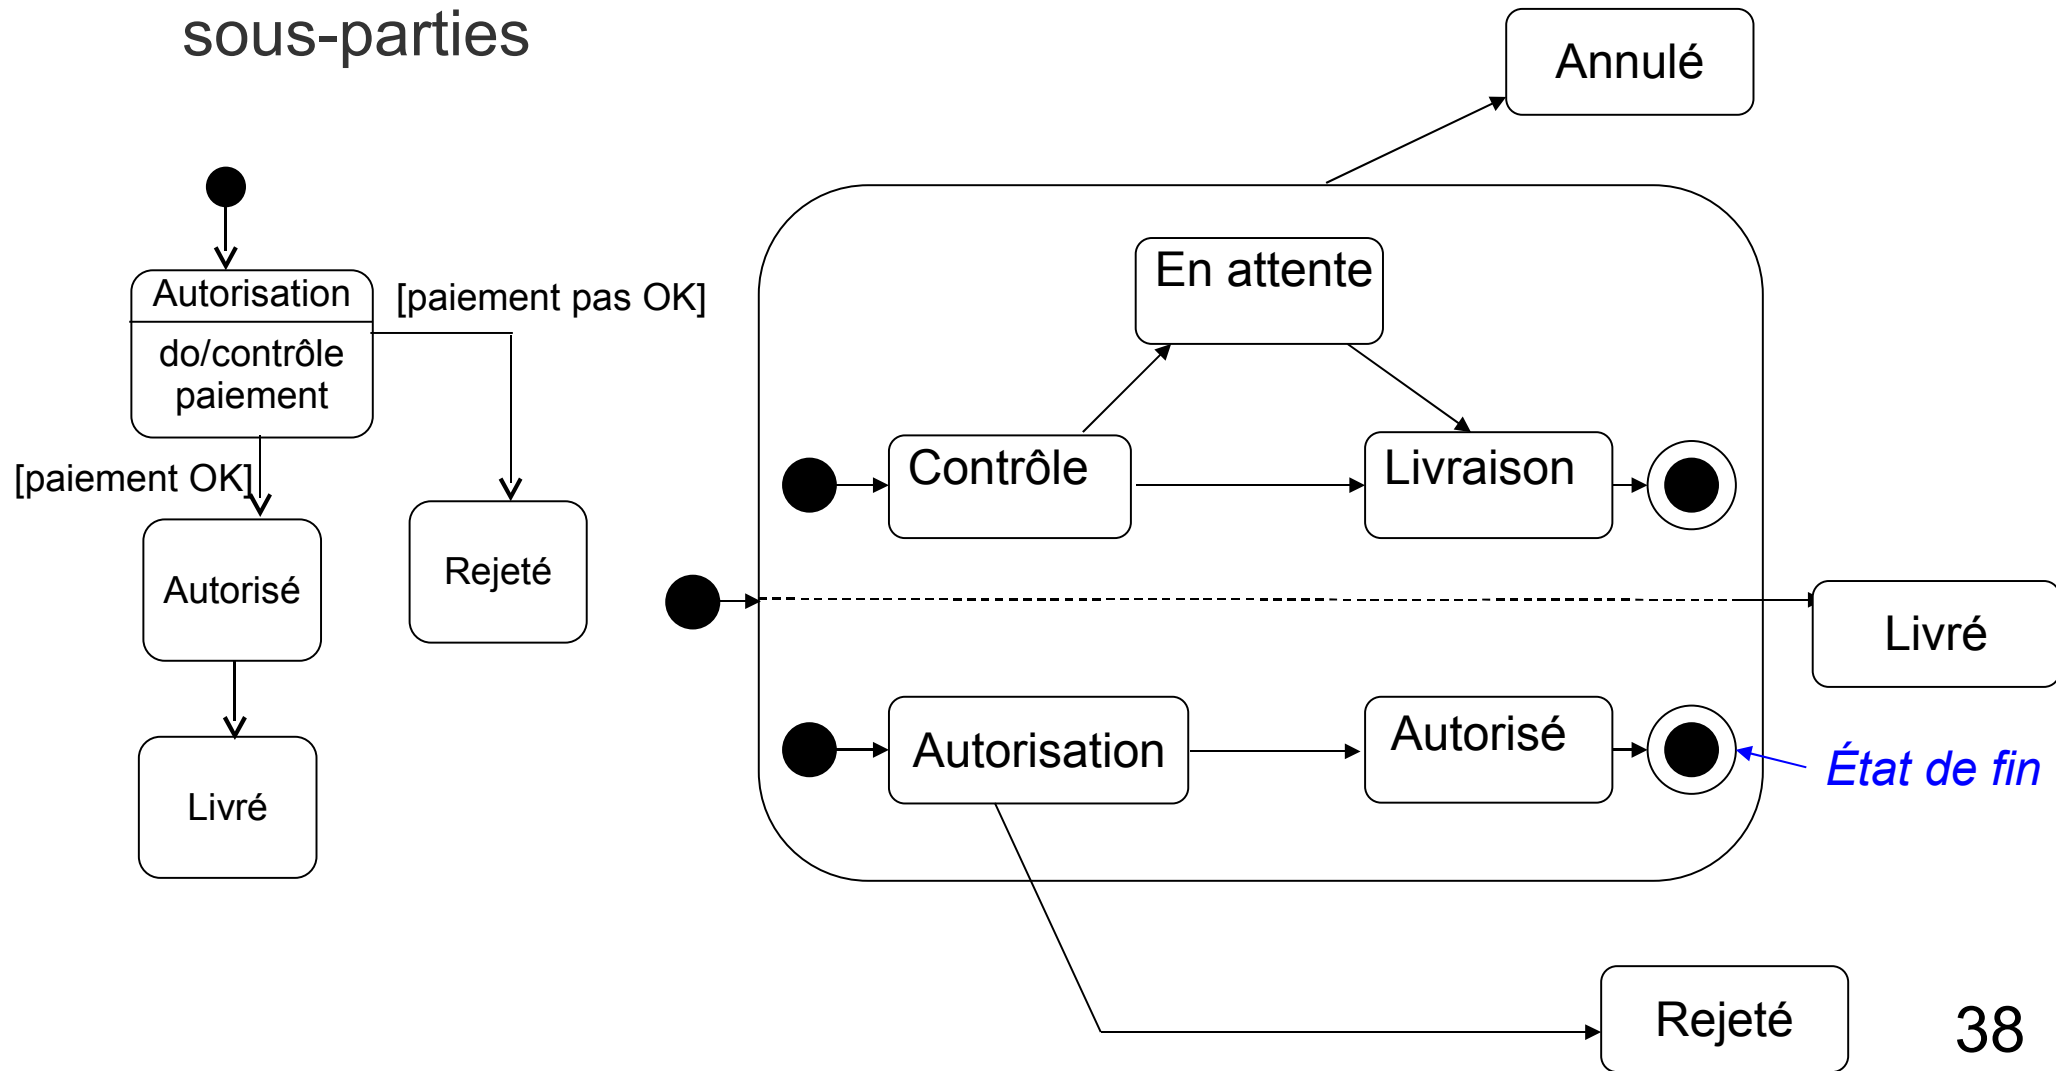 sous-parties
Annulé
Autorisation
do/contrôle
paiement
[paiement pas OK]
[paiement OK]
Autorisé
Rejeté
Livré
En attente
Contrôle
Livraison
Livré
Autorisation
Autorisé
État de fin
Rejeté
38